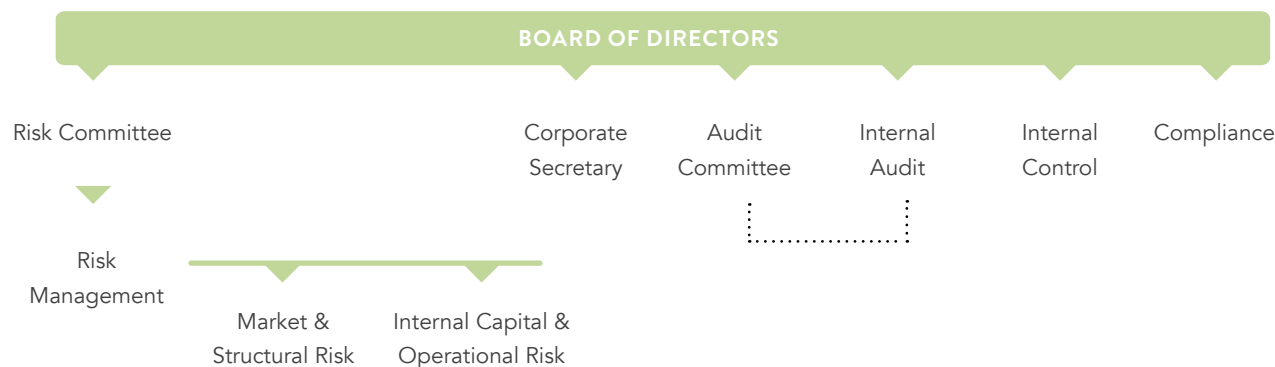 BOARD OF DIRECTORS
Risk Committee
Corporate
Secretary
Audit
Committee
Internal
Audit
Internal
Control
Compliance
Risk
Management
Market &
Structural Risk
Internal Capital &
Operational Risk